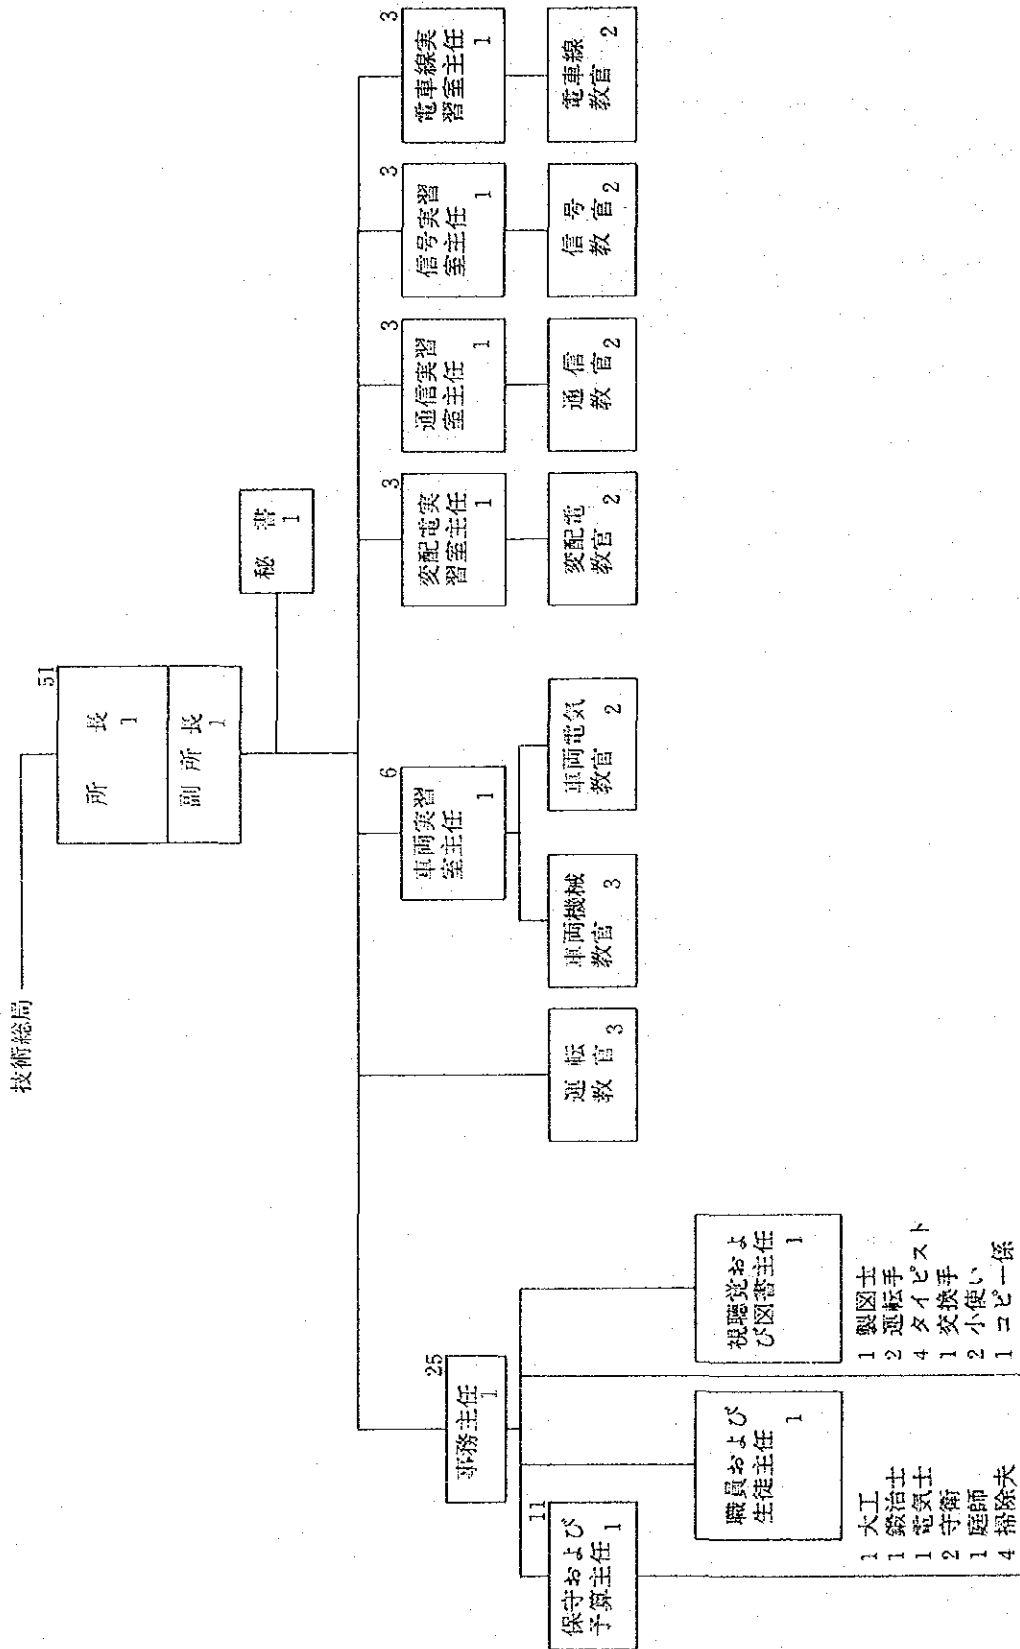 技術総局
51
所長
1
副所長
1
秘書
1
25
事務主任
1
11
保守および
予算主任
1
1 大工
1 鍛治士
1 電気士
2 守衛
1 庭師
4 掃除夫
職員および
生徒主任
1
視聴覚およ
び図書主任
1
1 製図士
2 運転手
4 タイピスト
1 交換手
2 小使い
1 コピー係
運転
教官
3
6
車両実習
室主任
1
車両機械
教官
3
車両電気
教官
2
3
変配電実
習室主任
1
変配電
教官
2
3
通信実習
室主任
1
通信
教官
2
3
信号実習
室主任
1
信号
教官
2
3
電車線実
習室主任
1
電車線
教官
2